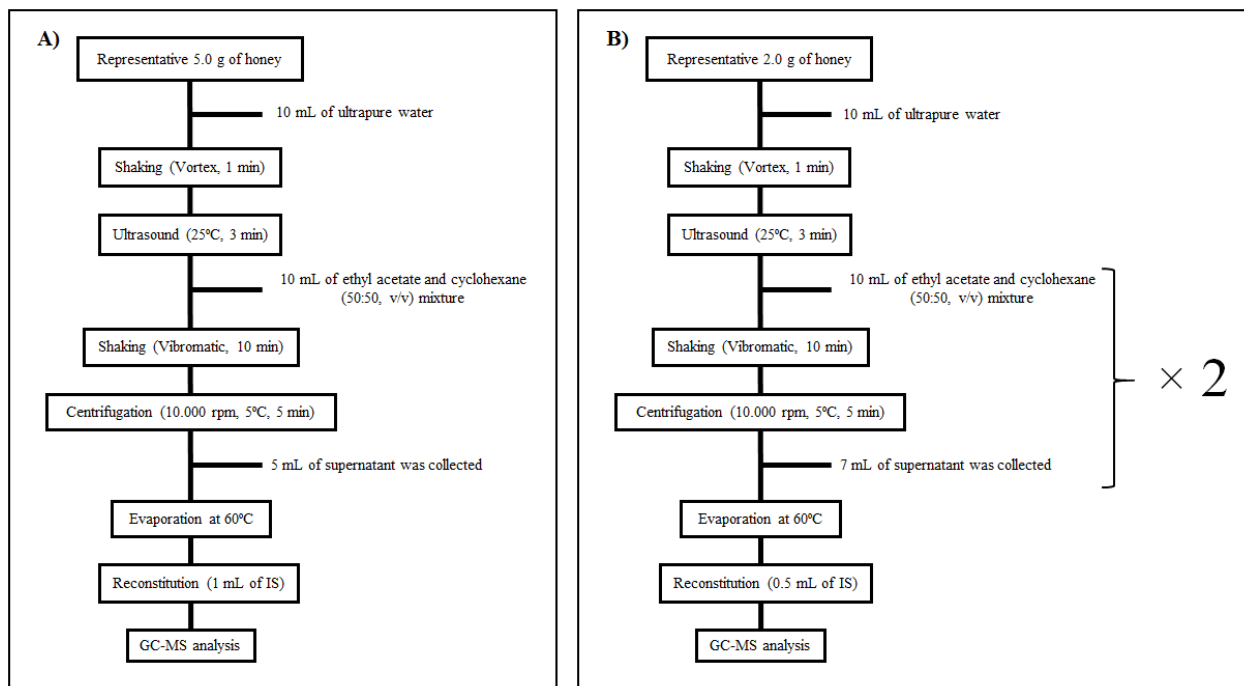 A)
Representative 5.0 g of honey
10 mL of ultrapure water
Shaking (Vortex, 1 min)
Ultrasound (25ºC, 3 min)
10 mL of ethyl acetate and cyclohexane
(50:50, v/v) mixture
Shaking (Vibromatic, 10 min)
Centrifugation (10.000 rpm, 5ºC, 5 min)
5 mL of supernatant was collected
Evaporation at 60ºC
Reconstitution (1 mL of IS)
GC-MS analysis
B)
Representative 2.0 g of honey
10 mL of ultrapure water
Shaking (Vortex, 1 min)
Ultrasound (25ºC, 3 min)
10 mL of ethyl acetate and cyclohexane
(50:50, v/v) mixture
Shaking (Vibromatic, 10 min)
Centrifugation (10.000 rpm, 5ºC, 5 min)
7 mL of supernatant was collected
× 2
Evaporation at 60ºC
Reconstitution (0.5 mL of IS)
GC-MS analysis